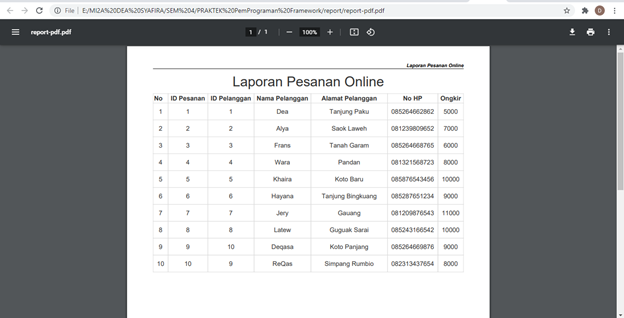 File E:/MI2A%20DEA%20SYAFIRA/SEM%204/PRAKTEK%20PemPrograman%20Framework/report/report-pdf.pdf
report-pdf.pdf 1 / 1 100%
Laporan Pesanan Online
Laporan Pesanan Online
No ID Pesanan ID Pelanggan Nama Pelanggan Alamat Pelanggan No HP Ongkir
1 1 1 Dea Tanjung Paku 085264662862 5000
2 2 2 Alya Saok Laweh 081239809652 7000
3 3 3 Frans Tanah Garam 085264668765 6000
4 4 4 Wara Pandan 081321568723 8000
5 5 5 Khaira Koto Baru 085876543456 10000
6 6 6 Hayana Tanjung Bingkuang 085287651234 9000
7 7 7 Jery Gauang 081209876543 11000
8 8 8 Latew Guguak Sarai 085243166542 10000
9 9 10 Deqasa Koto Panjang 085264669876 9000
10 10 9 ReQas Simpang Rumbio 082313437654 8000